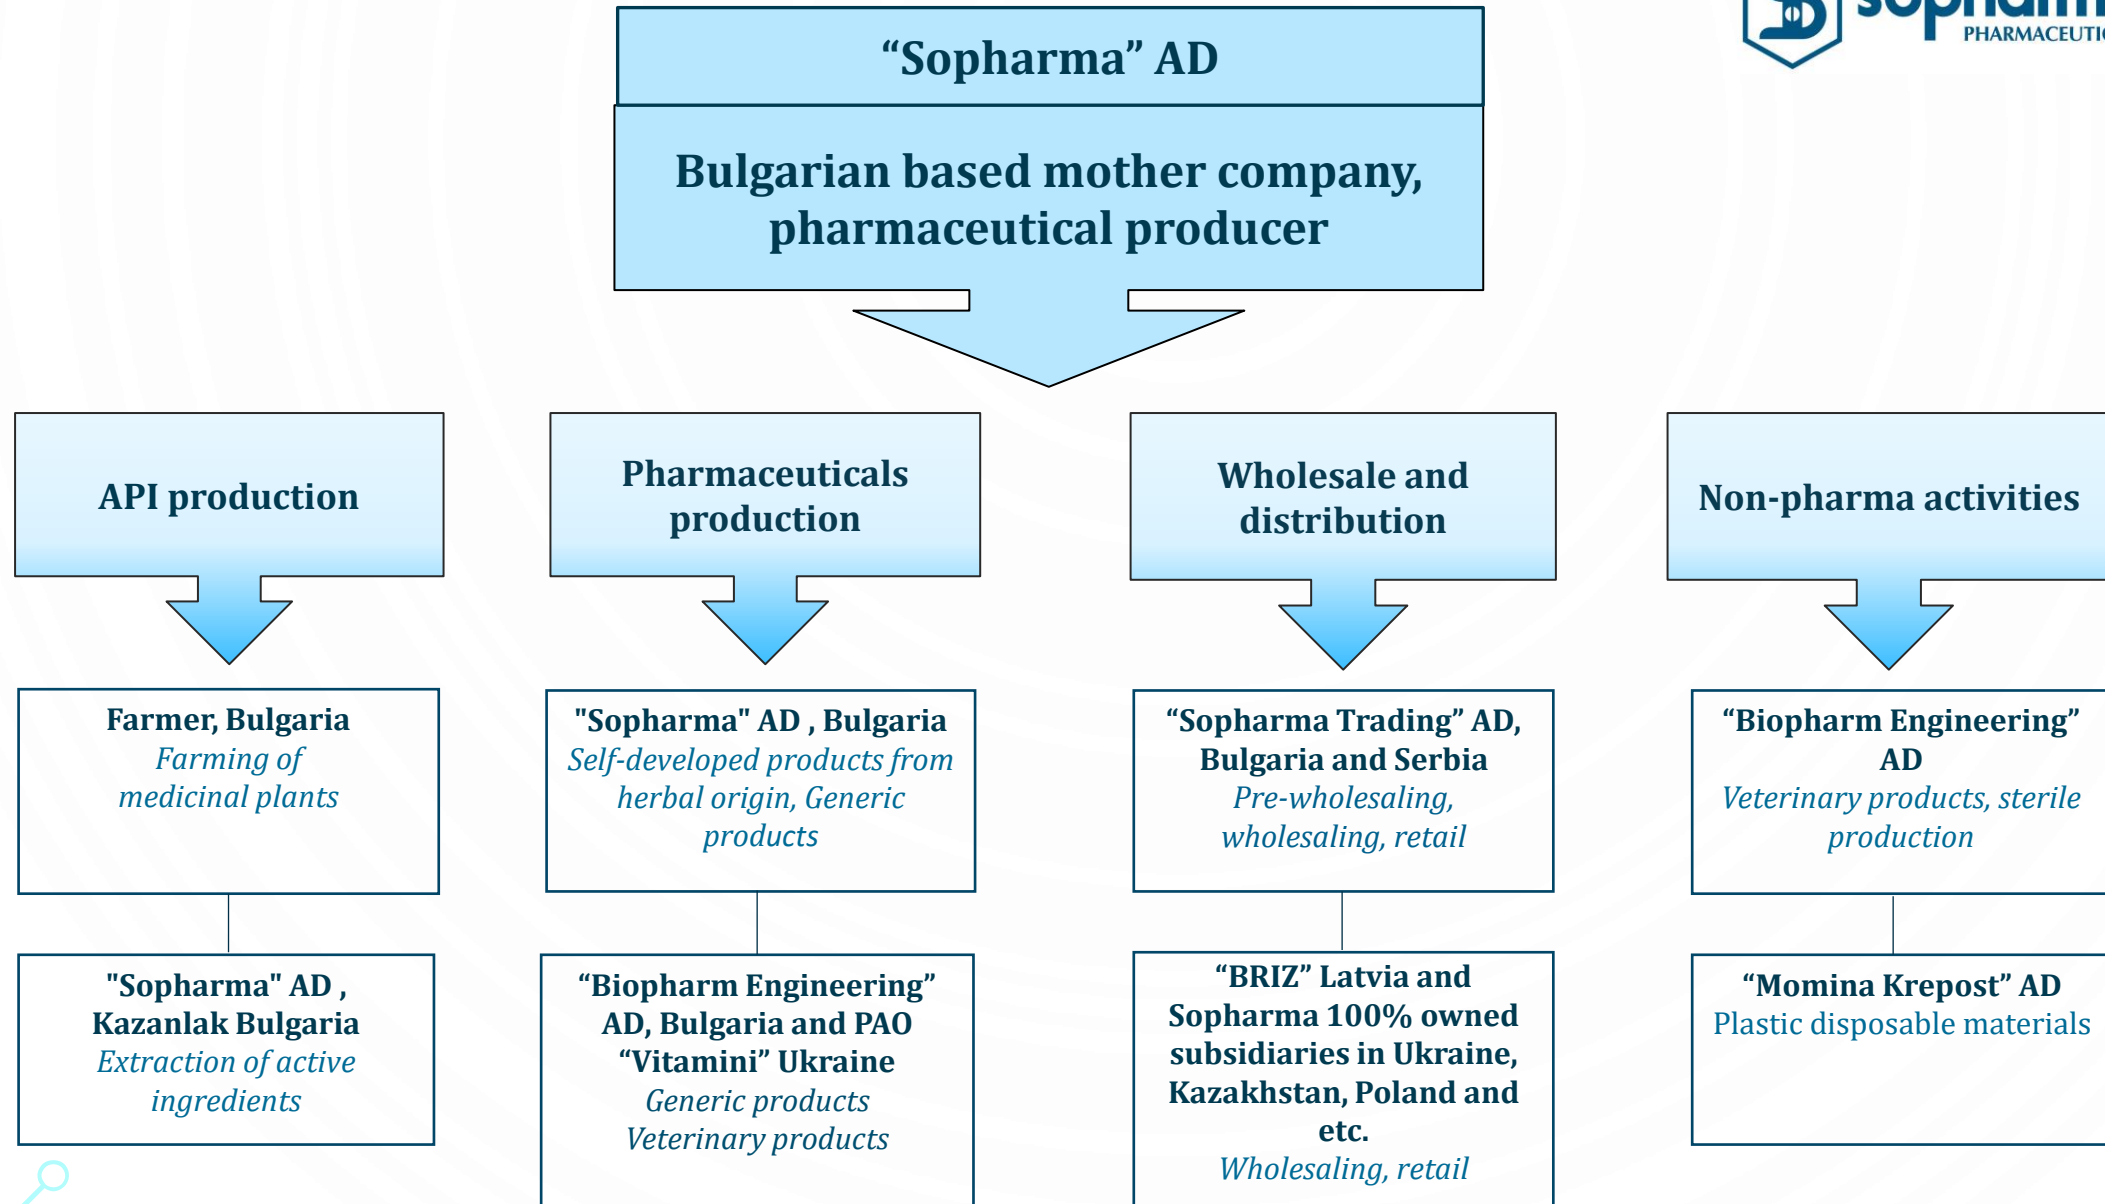 “Sopharma” AD
Bulgarian based mother company,
pharmaceutical producer
API production
Farmer, Bulgaria
Farming of
medicinal plants
"Sopharma" AD ,
Kazanlak Bulgaria
Extraction of active
ingredients
Pharmaceuticals
production
"Sopharma" AD , Bulgaria
Self-developed products from
herbal origin, Generic
products
“Biopharm Engineering”
AD, Bulgaria and PAO
“Vitamini” Ukraine
Generic products
Veterinary products
Wholesale and
distribution
“Sopharma Trading” AD,
Bulgaria and Serbia
Pre-wholesaling,
wholesaling, retail
“BRIZ” Latvia and
Sopharma 100% owned
subsidiaries in Ukraine,
Kazakhstan, Poland and
etc.
Wholesaling, retail
Non-pharma activities
“Biopharm Engineering”
AD
Veterinary products, sterile
production
“Momina Krepost” AD
Plastic disposable materials